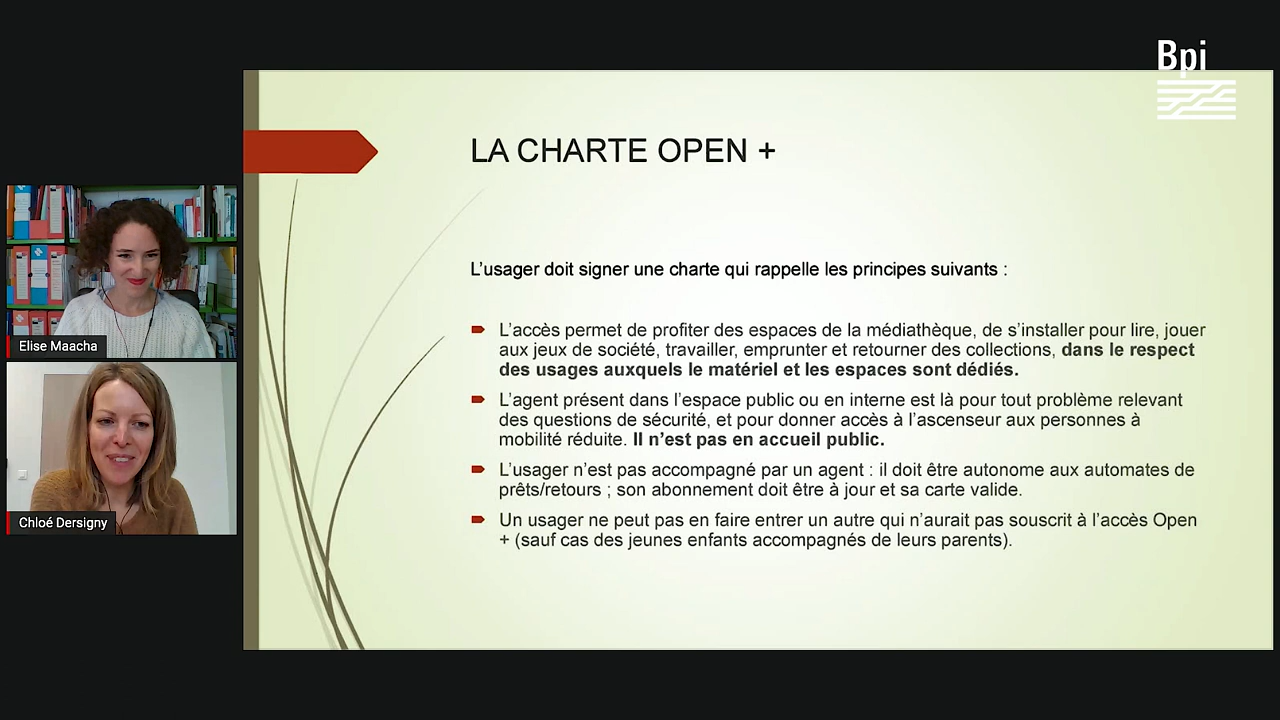 Bpi
LA CHARTE OPEN +
L'usager doit signer une charte qui rappelle les principes suivants :
L'accès permet de profiter des espaces de la médiathèque, de s'installer pour lire, jouer
aux jeux de société, travailler, emprunter et retourner des collections, dans le respect
des usages auxquels le matériel et les espaces sont dédiés.
L'agent présent dans l'espace public ou en interne est là pour tout problème relevant
des questions de sécurité, et pour donner accès à l'ascenseur aux personnes à
mobilité réduite. Il n'est pas en accueil public.
L'usager n'est pas accompagné par un agent : il doit être autonome aux automates de
prêts/retours ; son abonnement doit être à jour et sa carte valide.
Un usager ne peut pas en faire entrer un autre qui n'aurait pas souscrit à l'accès Open
+ (sauf cas des jeunes enfants accompagnés de leurs parents).
Elise Maacha
Chloé Dersigny